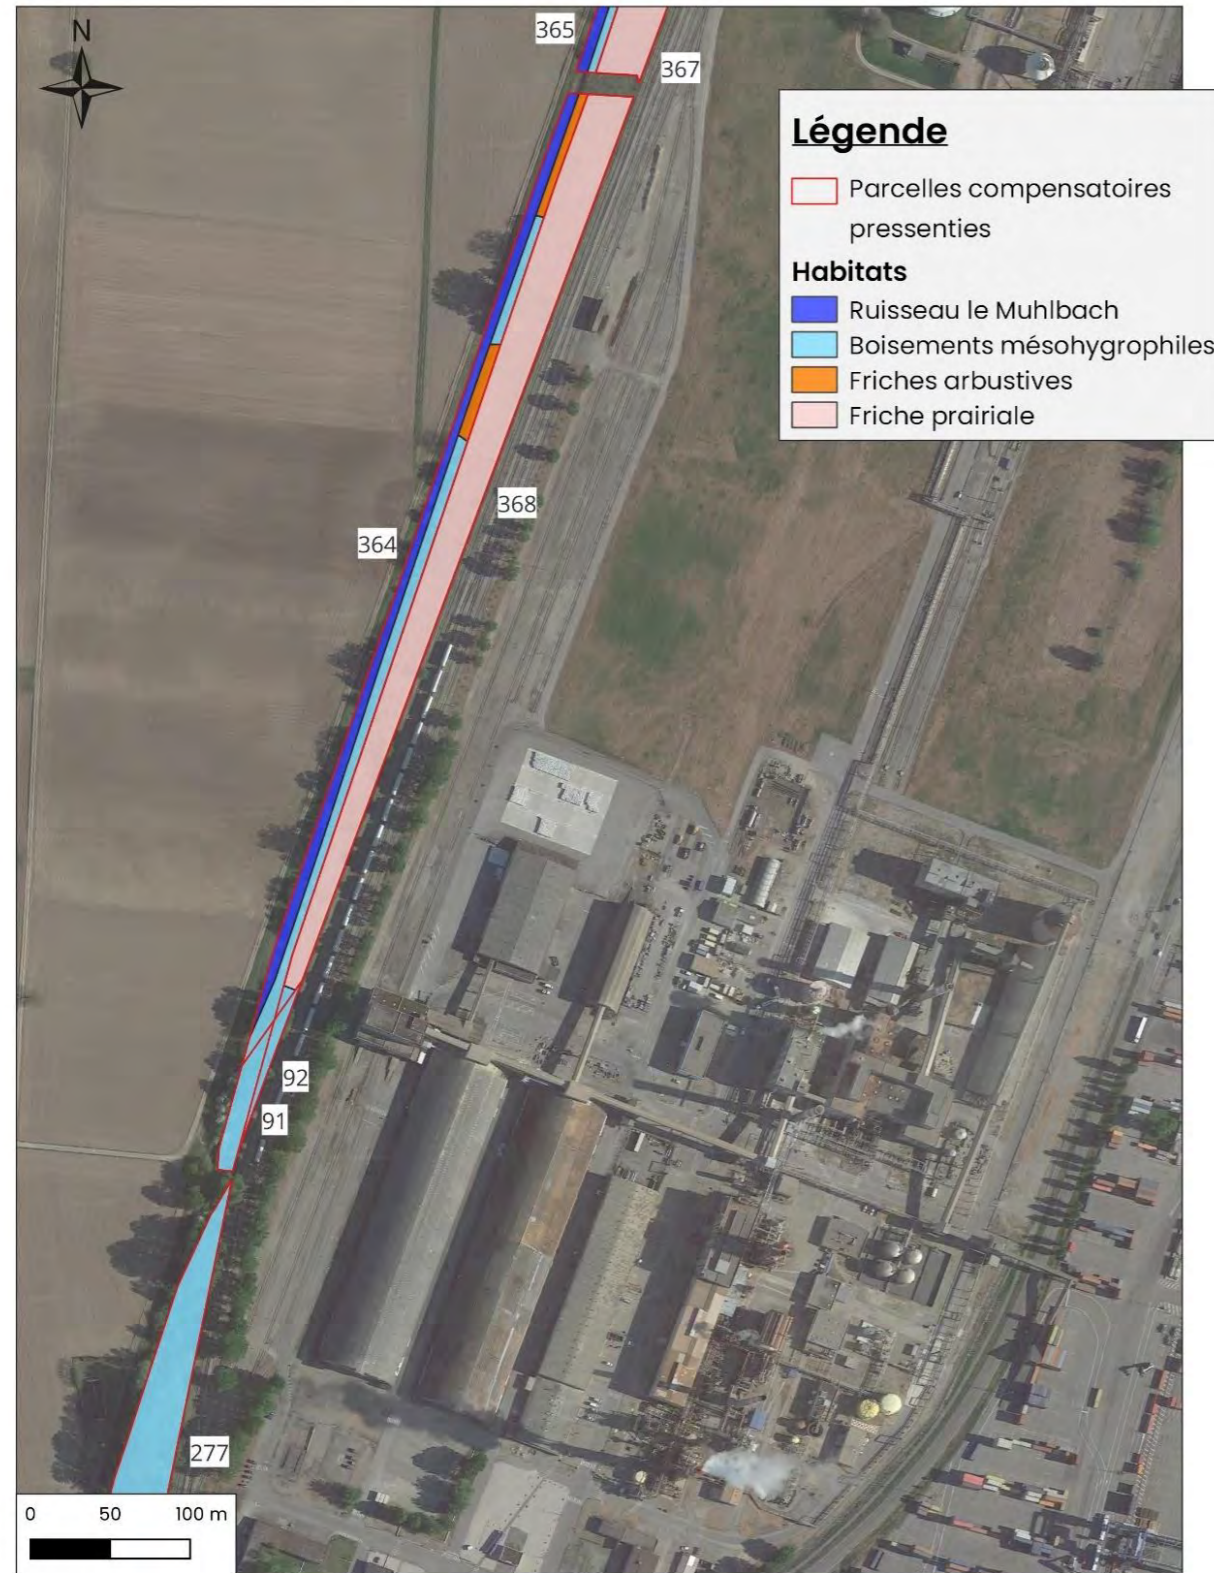 N
365
367
Légende
Parcelles compensatoires
pressenties
Habitats
Ruisseau le Muhlbach
Boisements mésohygrophiles
Friches arbustives
Friche prairiale
368
364
92
91
277
0 50 100 m